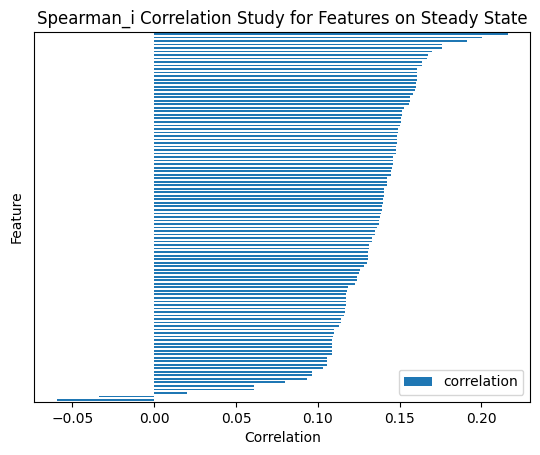 Spearman_i Correlation Study for Features on Steady State
Feature
correlation
−0.05 0.00 0.05 0.10 0.15 0.20
Correlation